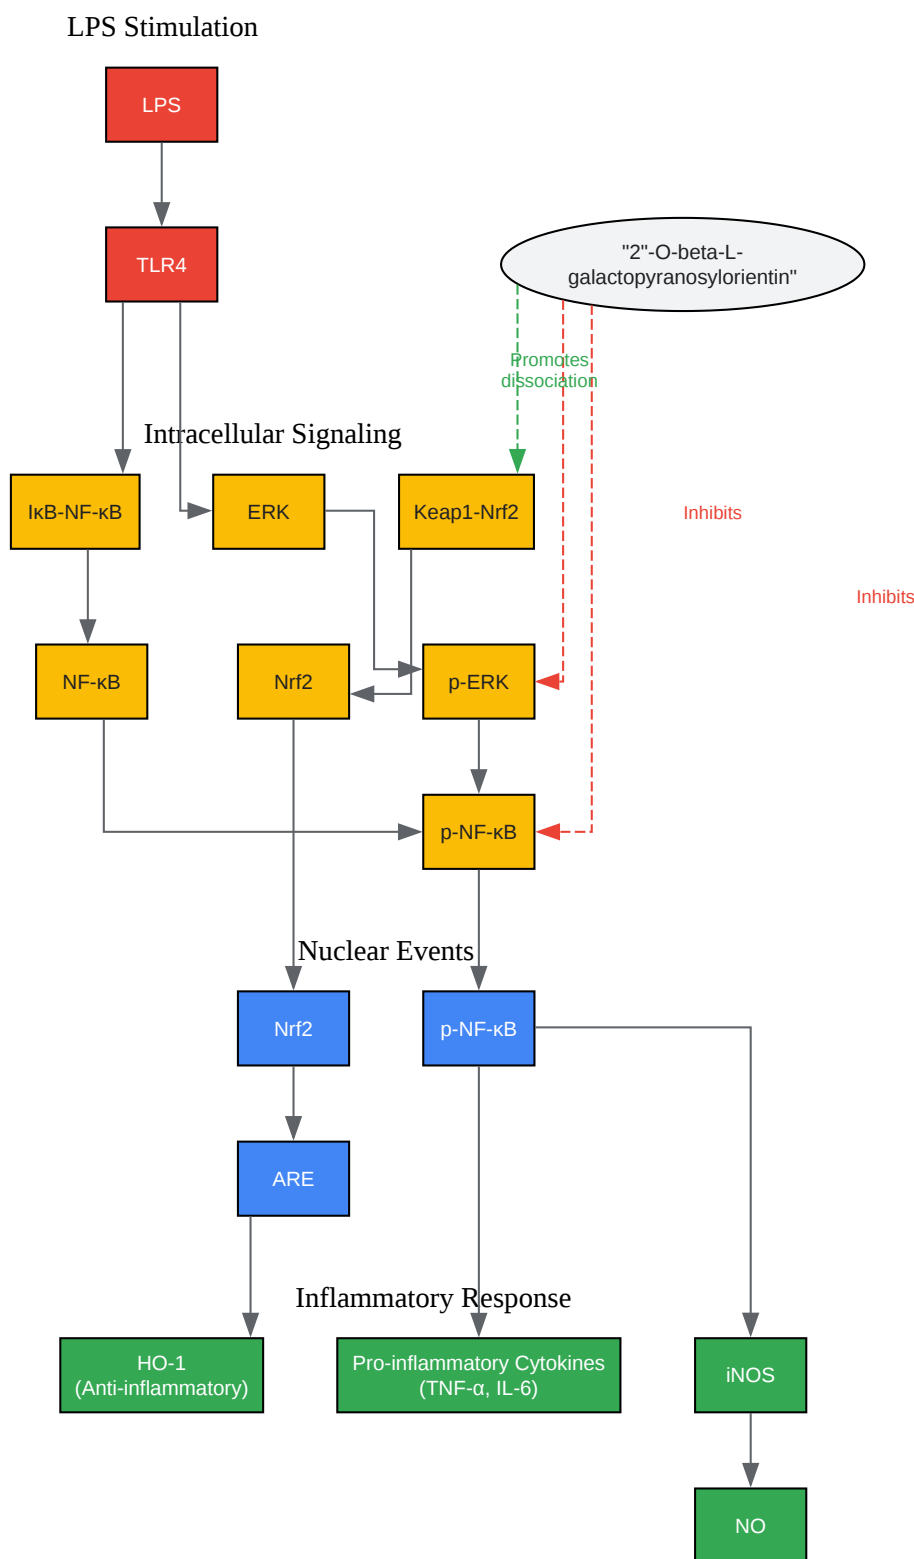 LPS Stimulation
LPS
TLR4
"2"-O-beta-L-
galactopyranosylorientin"
Promotes
dissociation
Intracellular Signaling
IκB-NF-κB
ERK
Keap1-Nrf2
Inhibits
Inhibits
NF-κB
Nrf2
p-ERK
p-NF-κB
Nuclear Events
Nrf2
p-NF-κB
ARE
Inflammatory Response
HO-1
(Anti-inflammatory)
Pro-inflammatory Cytokines
(TNF-α, IL-6)
iNOS
NO